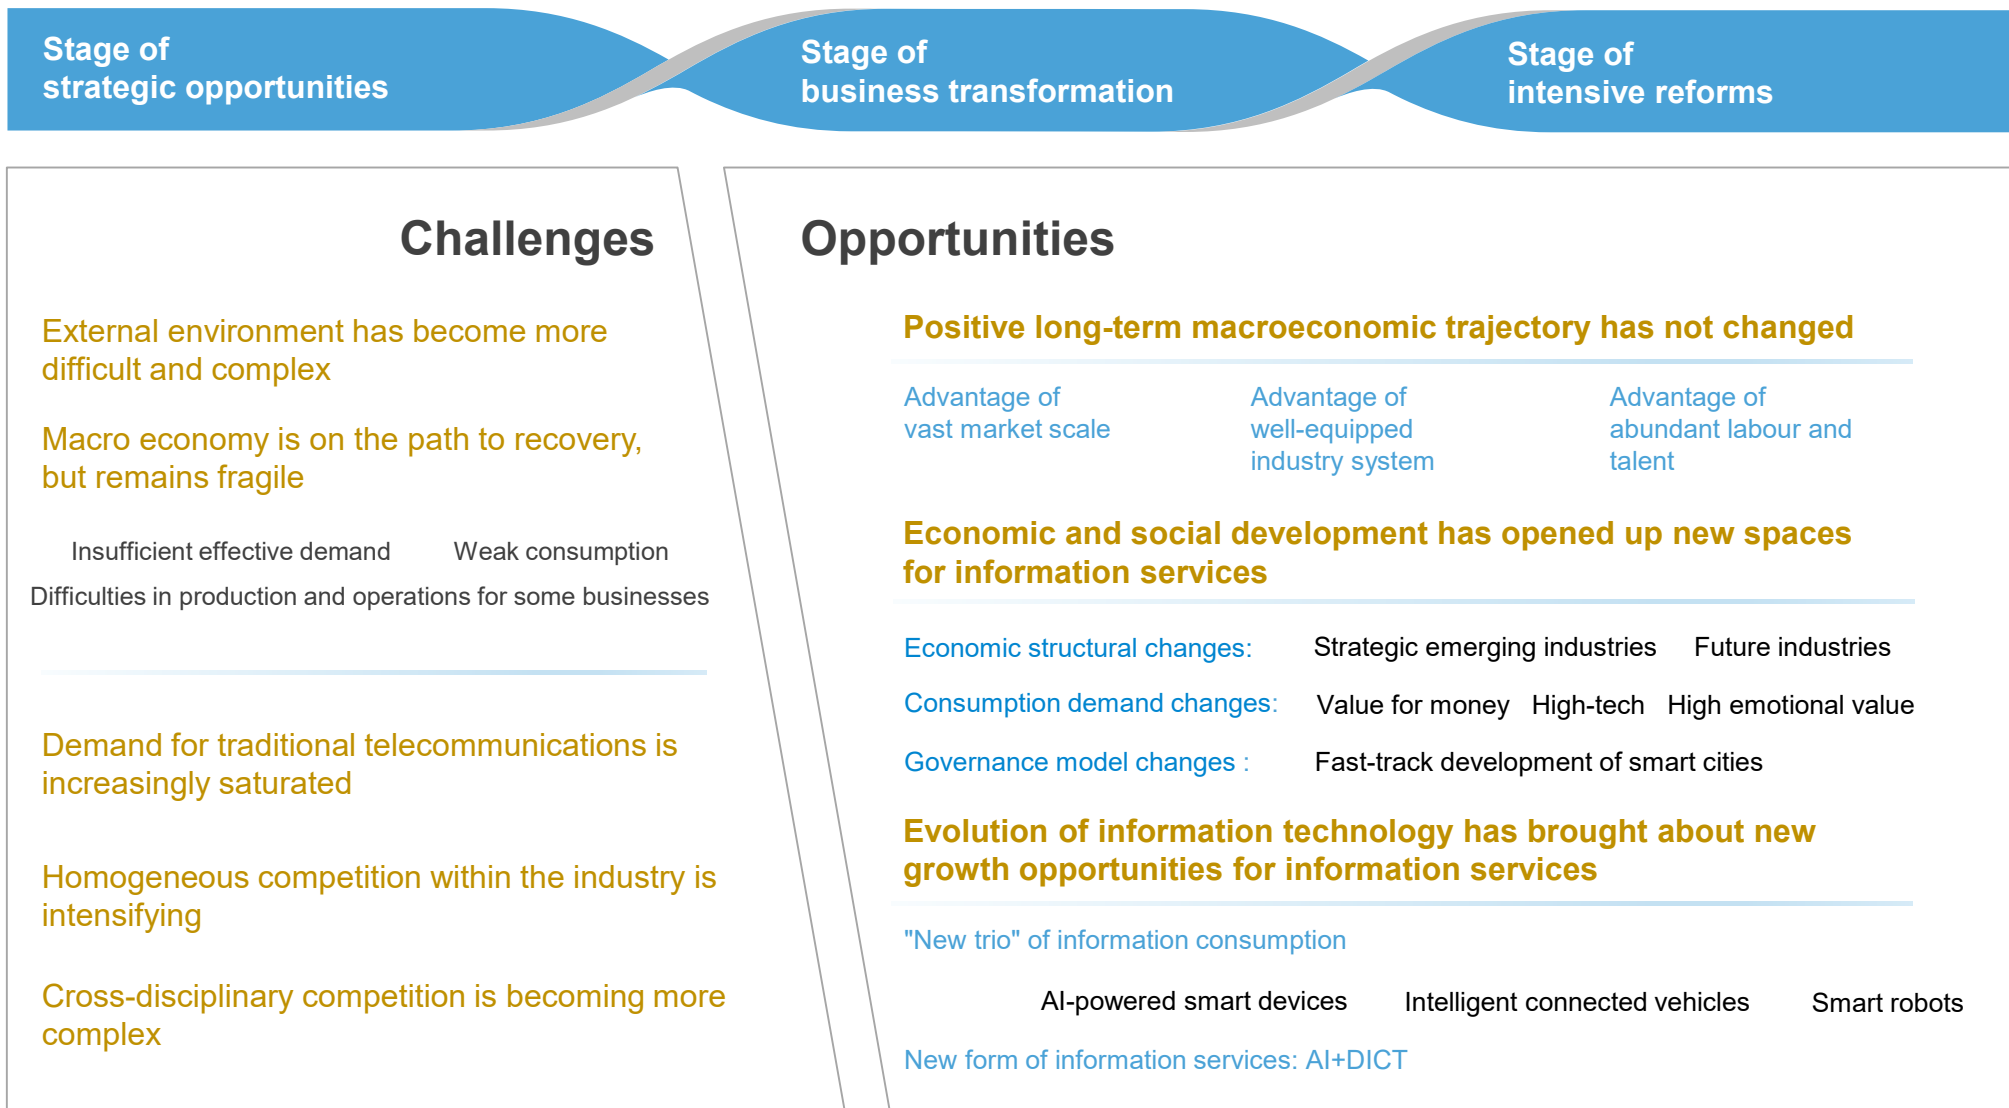 Stage of
strategic opportunities
Stage of
business transformation
Stage of
intensive reforms
Challenges
External environment has become more
difficult and complex
Macro economy is on the path to recovery,
but remains fragile
Insufficient effective demand Weak consumption
Difficulties in production and operations for some businesses
Demand for traditional telecommunications is
increasingly saturated
Homogeneous competition within the industry is
intensifying
Cross-disciplinary competition is becoming more
complex
Opportunities
Positive long-term macroeconomic trajectory has not changed
Advantage of
vast market scale
Advantage of
well-equipped
industry system
Advantage of
abundant labour and
talent
Economic and social development has opened up new spaces
for information services
Economic structural changes: Strategic emerging industries Future industries
Consumption demand changes: Value for money High-tech High emotional value
Governance model changes : Fast-track development of smart cities
Evolution of information technology has brought about new
growth opportunities for information services
"New trio" of information consumption
AI-powered smart devices Intelligent connected vehicles Smart robots
New form of information services: AI+DICT